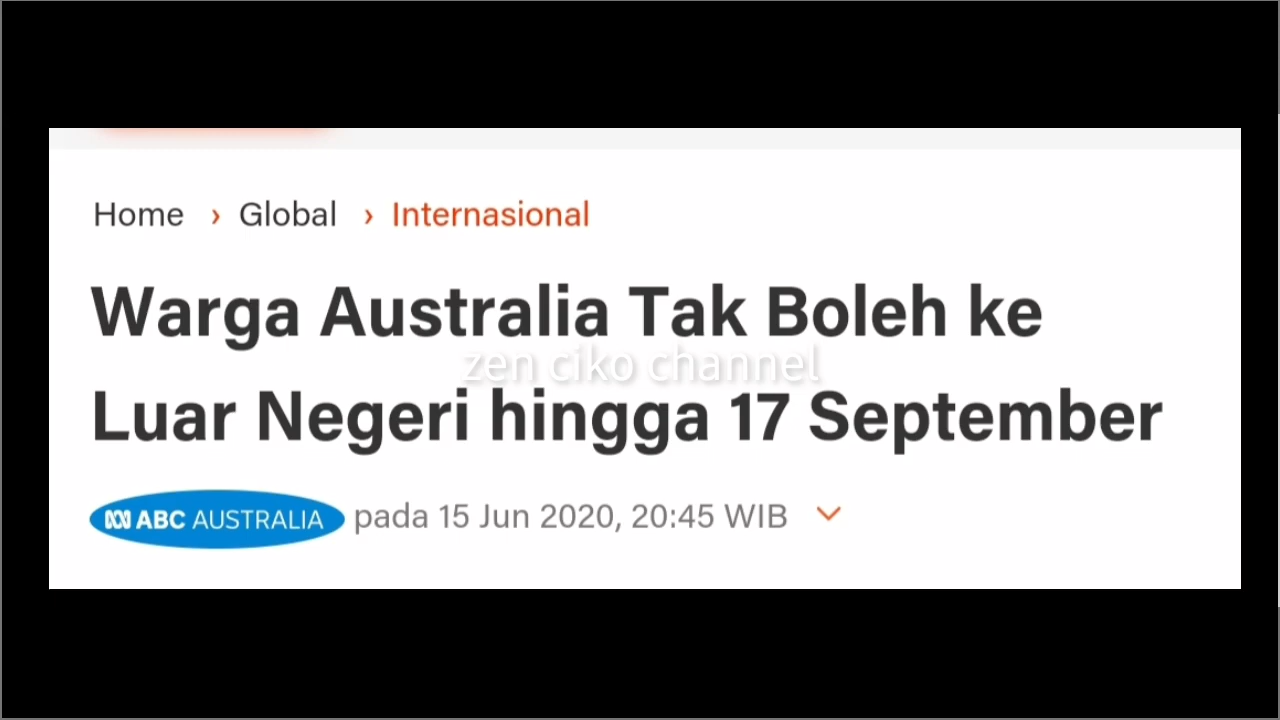 Home › Global › Internasional
Warga Australia Tak Boleh ke
zen ciko channel
Luar Negeri hingga 17 September
ABC AUSTRALIA pada 15 Jun 2020, 20:45 WIB